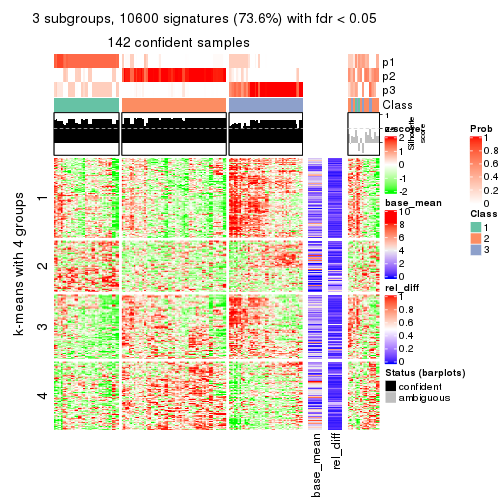 3 subgroups, 10600 signatures (73.6%) with fdr < 0.05
142 confident samples
p1
p2
p3
Class
1
Silhouette
score
k-means with 4 groups
1
2
3
4
base_mean
rel_diff
z-score
2
1
0
-1
-2
base_mean
10
8
6
4
2
0
rel_diff
1
0.8
0.6
0.4
0.2
0
Status (barplots)
confident
ambiguous
Prob
1
0.8
0.6
0.4
0.2
0
Class
1
2
3